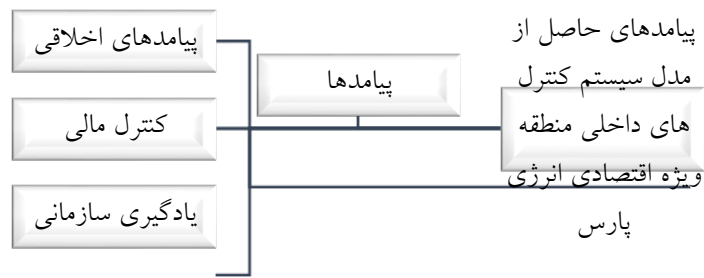 پیامدهای حاصل از
مدل سیستم کنترل
های داخلی منطقه
ویژه اقتصادی انرژی
پارس
پیامدها
پیامدهای اخلاقی
کنترل مالی
یادگیری سازمانی